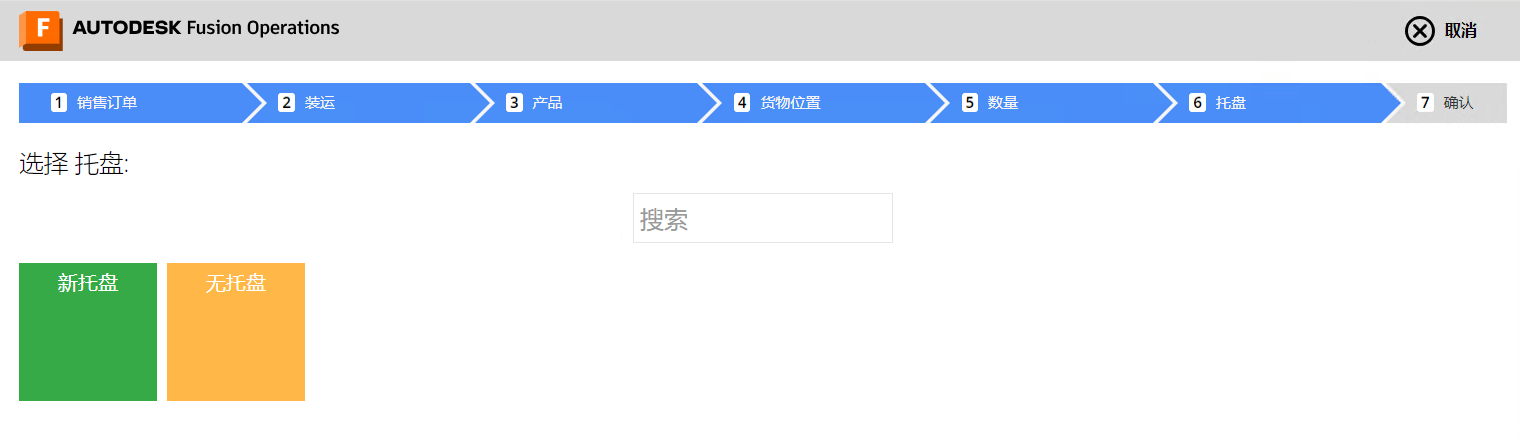 F AUTODESK Fusion Operations
取消
1 销售订单
2 装运
3 产品
4 货物位置
5 数量
6 托盘
7 确认
选择 托盘:
搜索
新托盘
无托盘